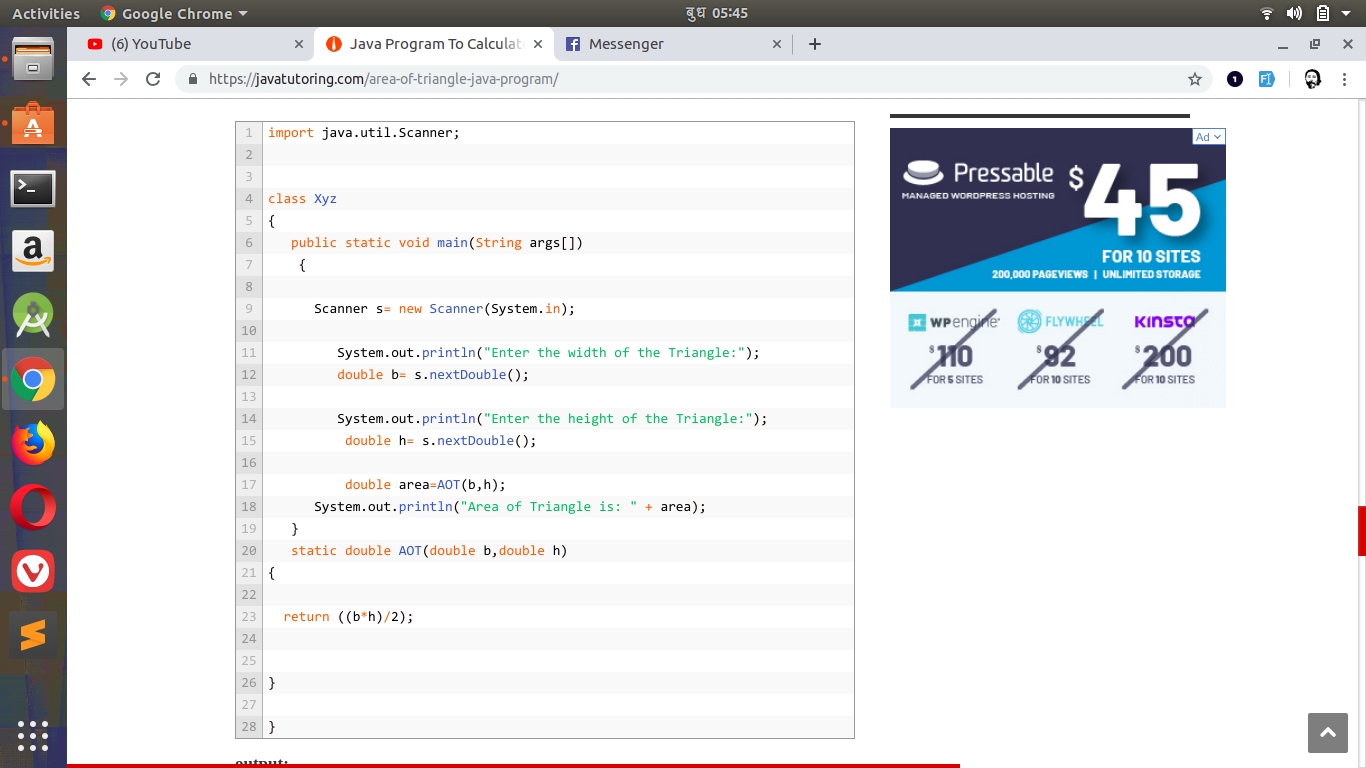 Activities
Google Chrome
बुध 05:45
(6) YouTube
Java Program To Calculat
Messenger
https://javatutoring.com/area-of-triangle-java-program/
1 import java.util.Scanner;
2
3
4 class Xyz
5 {
6 public static void main(String args[])
7 {
8
9 Scanner s= new Scanner(System.in);
10
11 System.out.println("Enter the width of the Triangle:");
12 double b= s.nextDouble();
13
14 System.out.println("Enter the height of the Triangle:");
15 double h= s.nextDouble();
16
17 double area=AOT(b,h);
18 System.out.println("Area of Triangle is: " + area);
19 }
20 static double AOT(double b,double h)
21 {
22
23 return ((b*h)/2);
24
25
26 }
27
28 }
output:
Ad
Pressable
MANAGED WORDPRESS HOSTING
$45
FOR 10 SITES
200,000 PAGEVIEWS | UNLIMITED STORAGE
WPengine
$110
FOR 5 SITES
FLYWHEEL
$92
FOR 10 SITES
KINSTA
$200
FOR 10 SITES